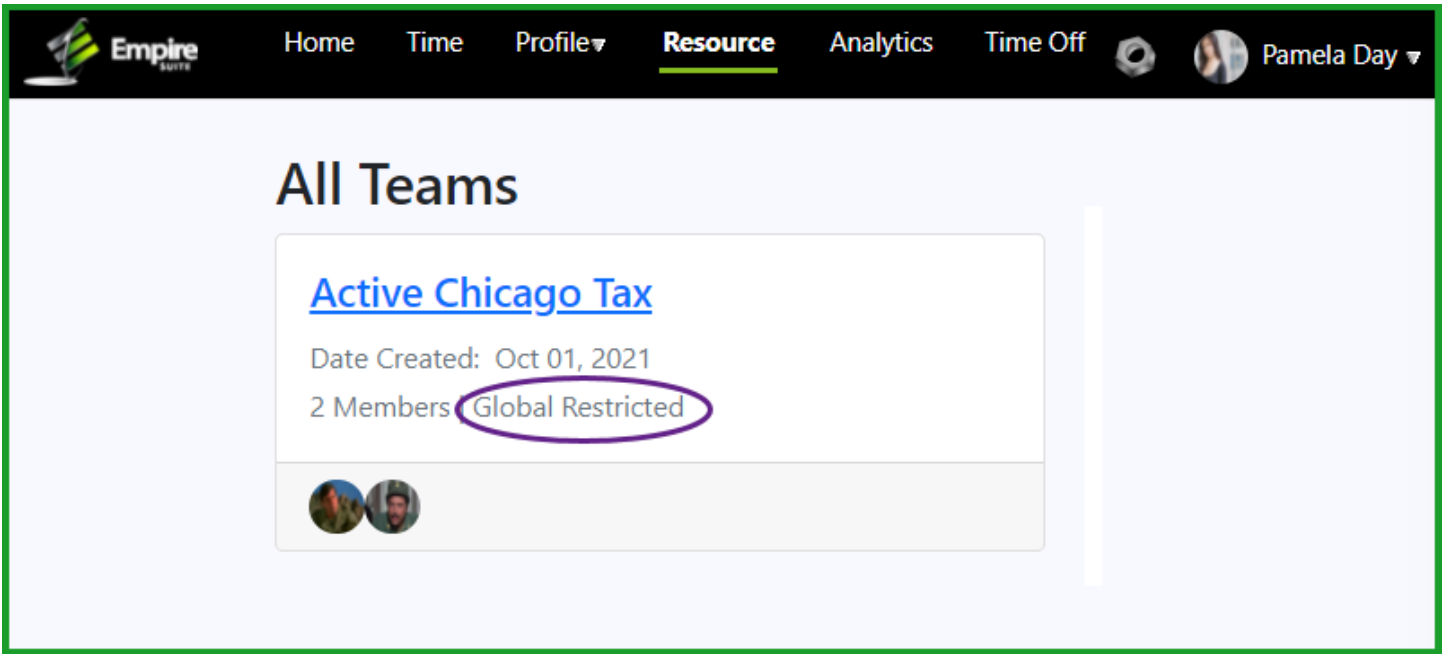 Empire
SUITE
Home Time Profile Resource Analytics Time Off Pamela Day
All Teams
Active Chicago Tax
Date Created: Oct 01, 2021
2 Members | Global Restricted